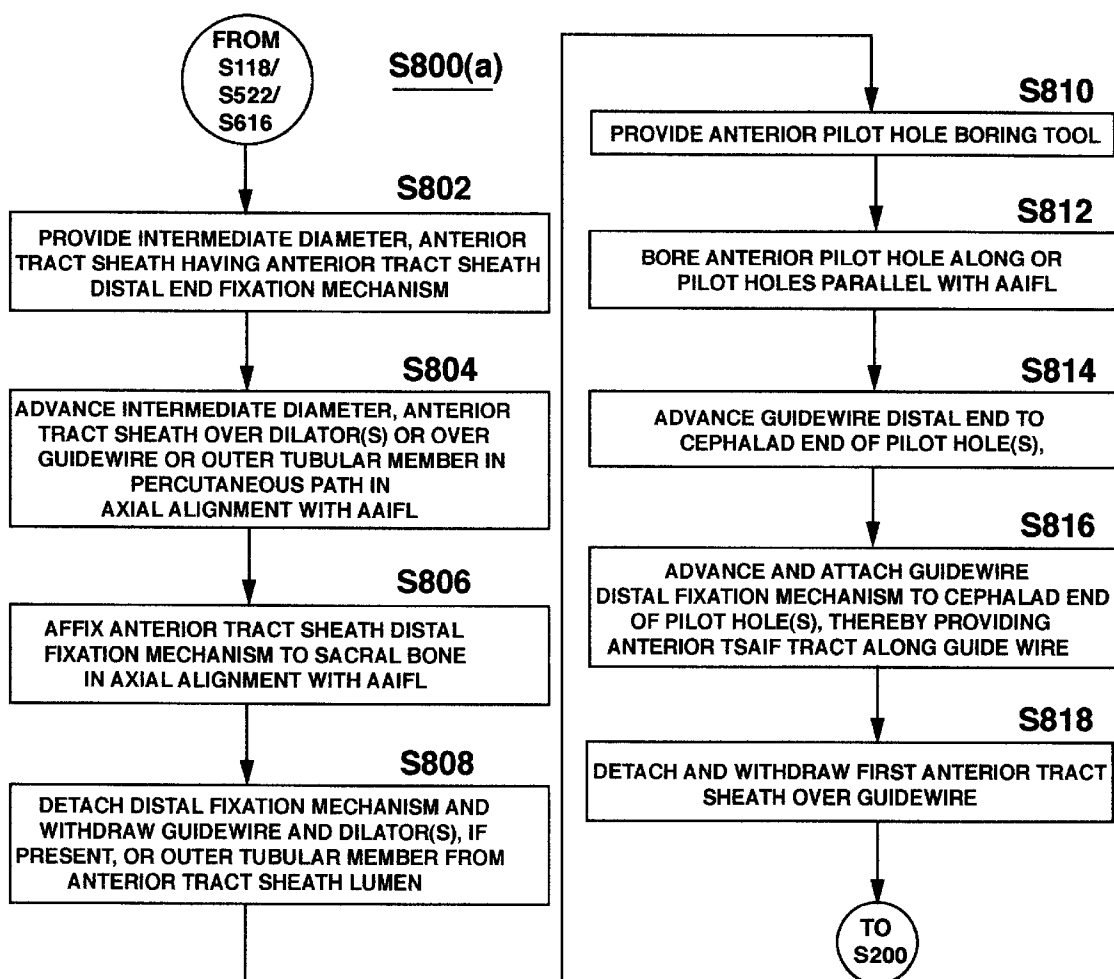 FROM
S118/
S522/
S616
S800(a)
S802
PROVIDE INTERMEDIATE DIAMETER, ANTERIOR
TRACT SHEATH HAVING ANTERIOR TRACT SHEATH
DISTAL END FIXATION MECHANISM
S804
ADVANCE INTERMEDIATE DIAMETER, ANTERIOR
TRACT SHEATH OVER DILATOR(S) OR OVER
GUIDEWIRE OR OUTER TUBULAR MEMBER IN
PERCUTANEOUS PATH IN
AXIAL ALIGNMENT WITH AAIFL
S806
AFFIX ANTERIOR TRACT SHEATH DISTAL
FIXATION MECHANISM TO SACRAL BONE
IN AXIAL ALIGNMENT WITH AAIFL
S808
DETACH DISTAL FIXATION MECHANISM AND
WITHDRAW GUIDEWIRE AND DILATOR(S), IF
PRESENT, OR OUTER TUBULAR MEMBER FROM
ANTERIOR TRACT SHEATH LUMEN
S810
PROVIDE ANTERIOR PILOT HOLE BORING TOOL
S812
BORE ANTERIOR PILOT HOLE ALONG OR
PILOT HOLES PARALLEL WITH AAIFL
S814
ADVANCE GUIDEWIRE DISTAL END TO
CEPHALAD END OF PILOT HOLE(S),
S816
ADVANCE AND ATTACH GUIDEWIRE
DISTAL FIXATION MECHANISM TO CEPHALAD END
OF PILOT HOLE(S), THEREBY PROVIDING
ANTERIOR TSAIF TRACT ALONG GUIDE WIRE
S818
DETACH AND WITHDRAW FIRST ANTERIOR TRACT
SHEATH OVER GUIDEWIRE
TO
S200